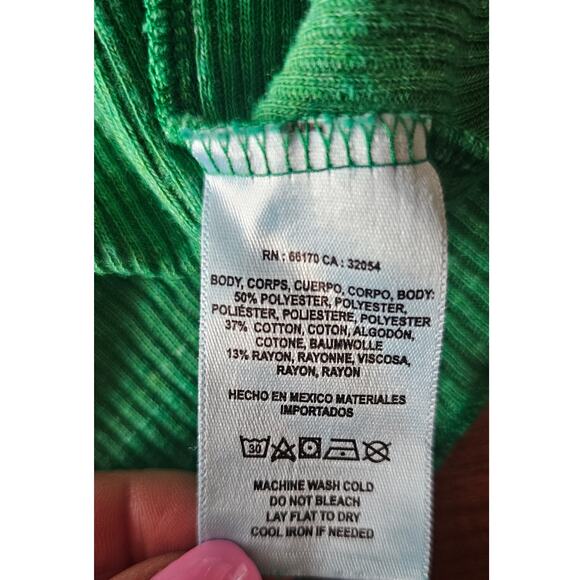 RN : 66170 CA : 32054
BODY, CORPS, CUERPO, CORPO, BODY:
50% POLYESTER, POLYESTER,
POLIÉSTER, POLIESTERE, POLYESTER
37% COTTON, COTON, ALGODÓN,
COTONE, BAUMWOLLE
13% RAYON, RAYONNE, VISCOSA,
RAYON, RAYON
HECHO EN MEXICO MATERIALES
IMPORTADOS
30
MACHINE WASH COLD
DO NOT BLEACH
LAY FLAT TO DRY
COOL IRON IF NEEDED